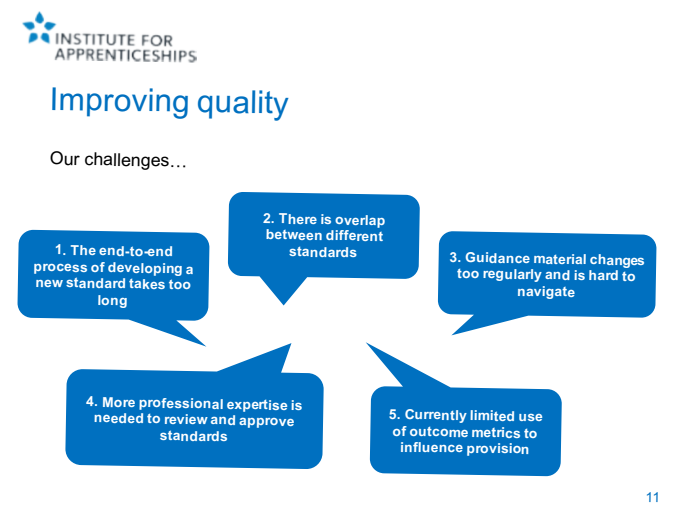 INSTITUTE FOR
APPRENTICESHIPS
Improving quality
Our challenges…
1. The end-to-end
process of developing a
new standard takes too
long
2. There is overlap
between different
standards
3. Guidance material changes
too regularly and is hard to
navigate
4. More professional expertise is
needed to review and approve
standards
5. Currently limited use
of outcome metrics to
influence provision
11